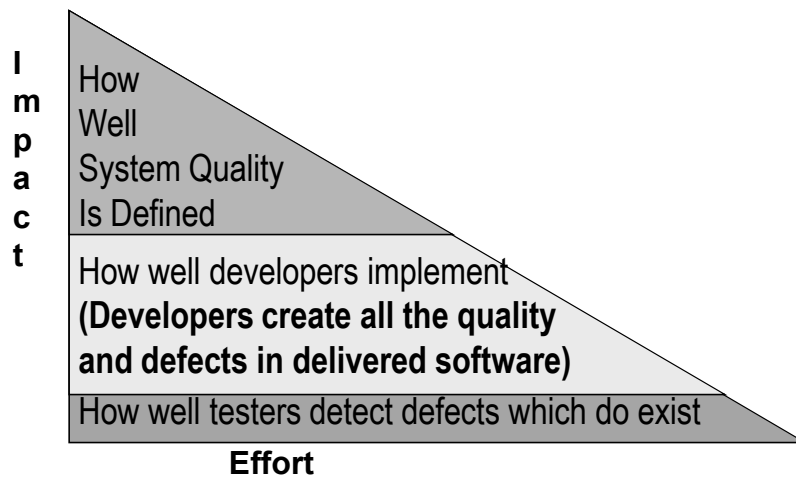 Impact
How
Well
System Quality
Is Defined
How well developers implement
(Developers create all the quality
and defects in delivered software)
How well testers detect defects which do exist
Effort